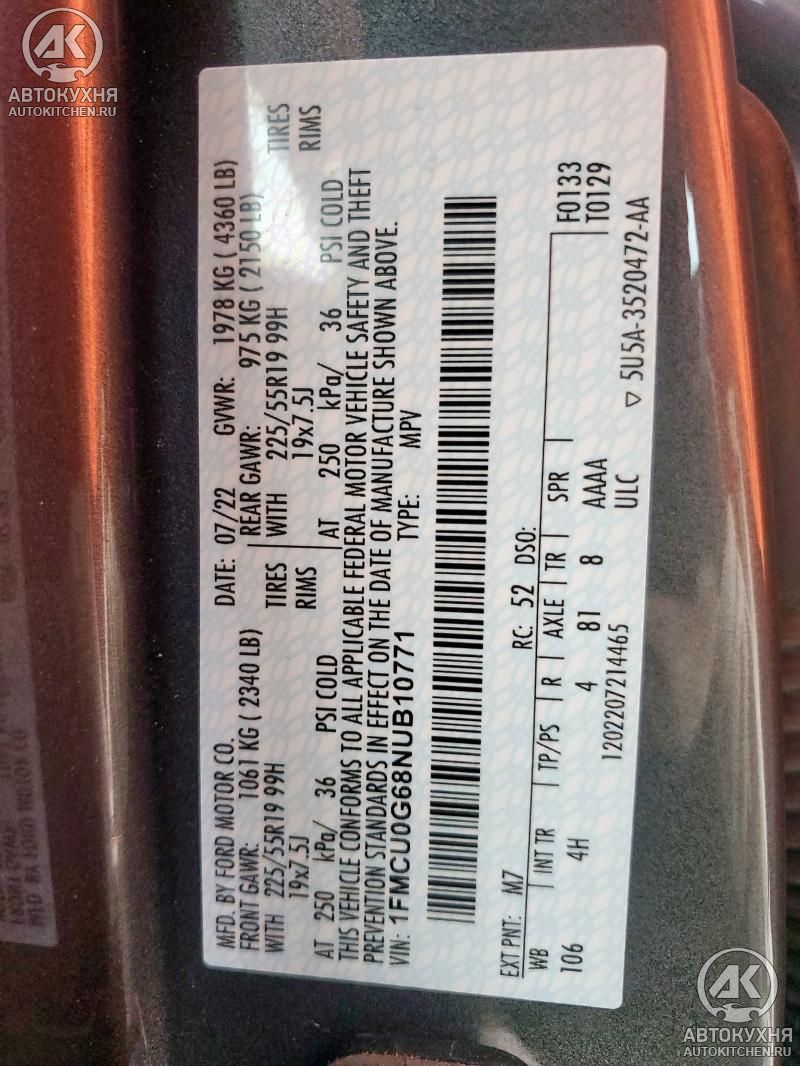 АВТОКУХНЯ
AUTOKITCHEN.RU
MFD. BY FORD MOTOR CO.
DATE: 07/22 GVWR: 1978 KG ( 4360 LB)
FRONT GAWR: 1061 KG ( 2340 LB)
REAR GAWR: 975 KG ( 2150 LB)
WITH 225/55R19 99H TIRES
WITH 225/55R19 99H TIRES
19x7.5J RIMS
19x7.5J RIMS
AT 250 kPa/ 36 PSI COLD
AT 250 kPa/ 36 PSI COLD
THIS VEHICLE CONFORMS TO ALL APPLICABLE FEDERAL MOTOR VEHICLE SAFETY AND THEFT
PREVENTION STANDARDS IN EFFECT ON THE DATE OF MANUFACTURE SHOWN ABOVE.
VIN: 1FMCU0G68NUB10771 TYPE: MPV
EXT PNT: M7 RC: 52 DSO:
WB INT TR TP/PS R AXLE TR SPR F0133
106 4H 4 81 8 AAAA T0129
120220721446​5 ULC
▽ 5U5A-3520472-AA
АВТОКУХНЯ
AUTOKITCHEN.RU